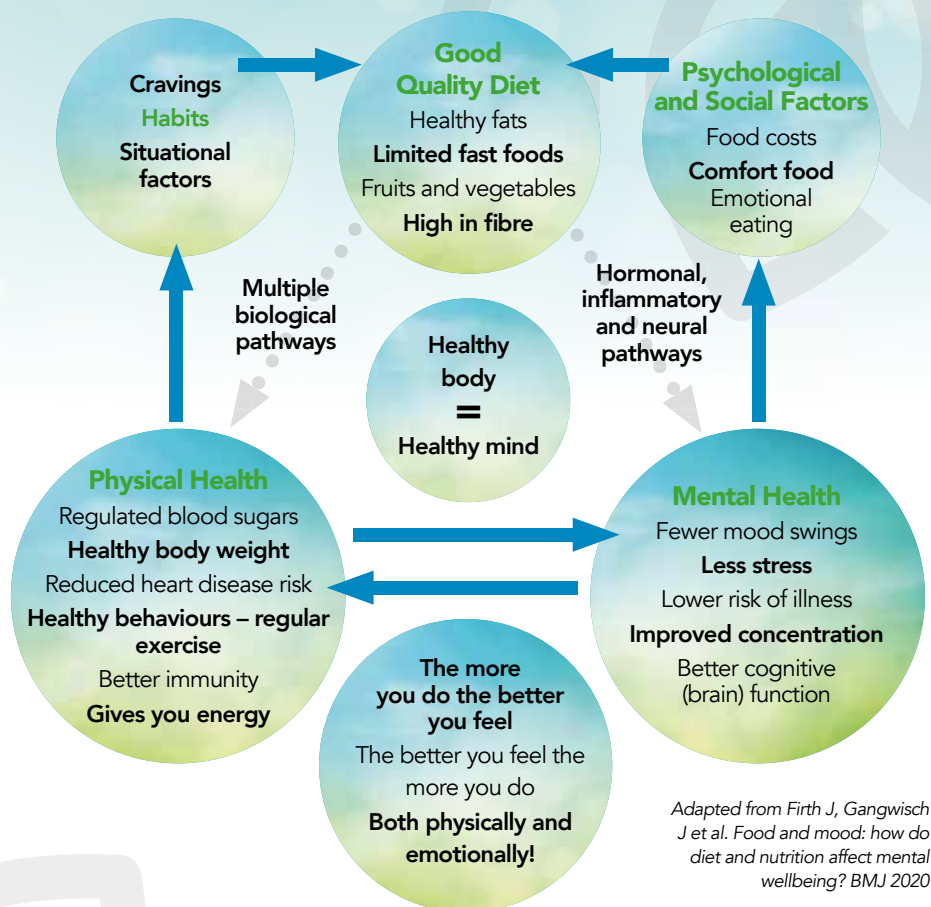 Cravings
Habits
Situational
factors
Good
Quality Diet
Healthy fats
Limited fast foods
Fruits and vegetables
High in fibre
Psychological
and Social Factors
Food costs
Comfort food
Emotional
eating
Multiple
biological
pathways
Hormonal,
inflammatory
and neural
pathways
Healthy
body
=
Healthy mind
Physical Health
Regulated blood sugars
Healthy body weight
Reduced heart disease risk
Healthy behaviours – regular
exercise
Better immunity
Gives you energy
Mental Health
Fewer mood swings
Less stress
Lower risk of illness
Improved concentration
Better cognitive
(brain) function
The more
you do the better
you feel
The better you feel the
more you do
Both physically and
emotionally!
Adapted from Firth J, Gangwisch
J et al. Food and mood: how do
diet and nutrition affect mental
wellbeing? BMJ 2020